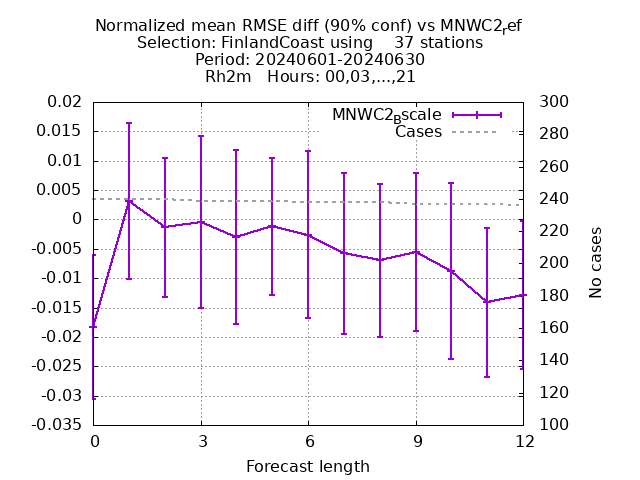 Normalized mean RMSE diff (90% conf) vs MNWC2ref
Selection: FinlandCoast using 37 stations
Period: 20240601-20240630
Rh2m Hours: 00,03,...,21
MNWC2Bscale
Cases
0.02
0.015
0.01
0.005
0
-0.005
-0.01
-0.015
-0.02
-0.025
-0.03
-0.035
300
280
260
240
220
200
180
160
140
120
100
No cases
0 3 6 9 12
Forecast length